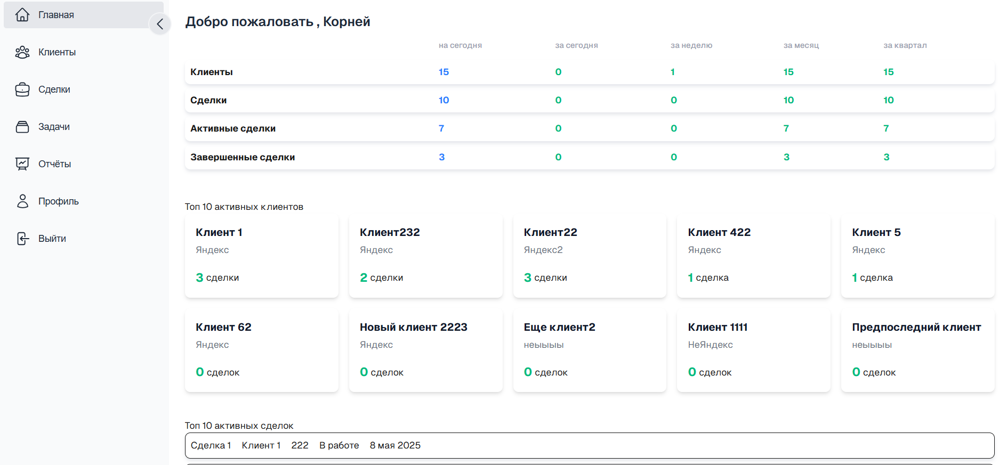 Главная
Клиенты
Сделки
Задачи
Отчёты
Профиль
Выйти
Добро пожаловать , Корней
на сегодня за сегодня за неделю за месяц за квартал
Клиенты 15 0 1 15 15
Сделки 10 0 0 10 10
Активные сделки 7 0 0 7 7
Завершенные сделки 3 0 0 3 3
Топ 10 активных клиентов
Клиент 1 Клиент232 Клиент22 Клиент 422 Клиент 5
Яндекс Яндекс Яндекс2 Яндекс Яндекс
3 сделки 2 сделки 3 сделки 1 сделка 1 сделка
Клиент 62 Новый клиент 2223 Еще клиент2 Клиент 1111 Предпоследний клиент
Яндекс Яндекс неыыыы НеЯндекс неыыыы
0 сделок 0 сделок 0 сделок 0 сделок 0 сделок
Топ 10 активных сделок
Сделка 1 Клиент 1 222 В работе 8 мая 2025